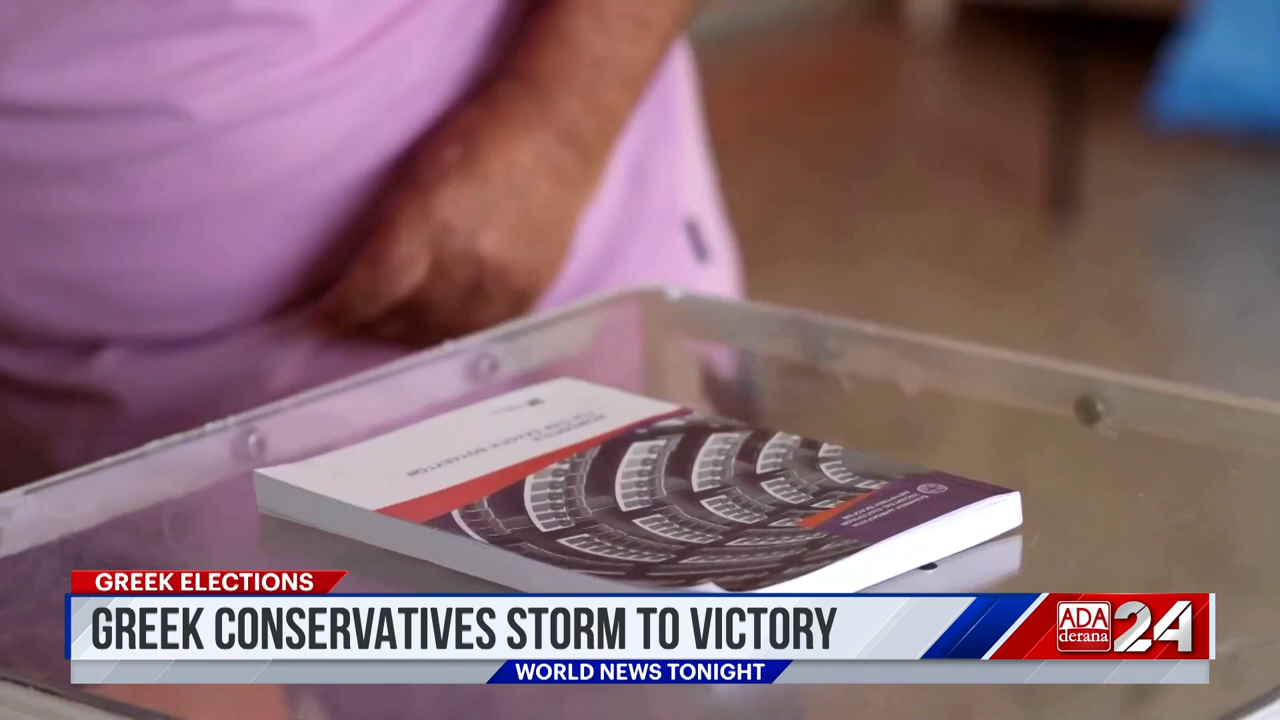 GREEK ELECTIONS
GREEK CONSERVATIVES STORM TO VICTORY
ADA
derana
24
WORLD NEWS TONIGHT